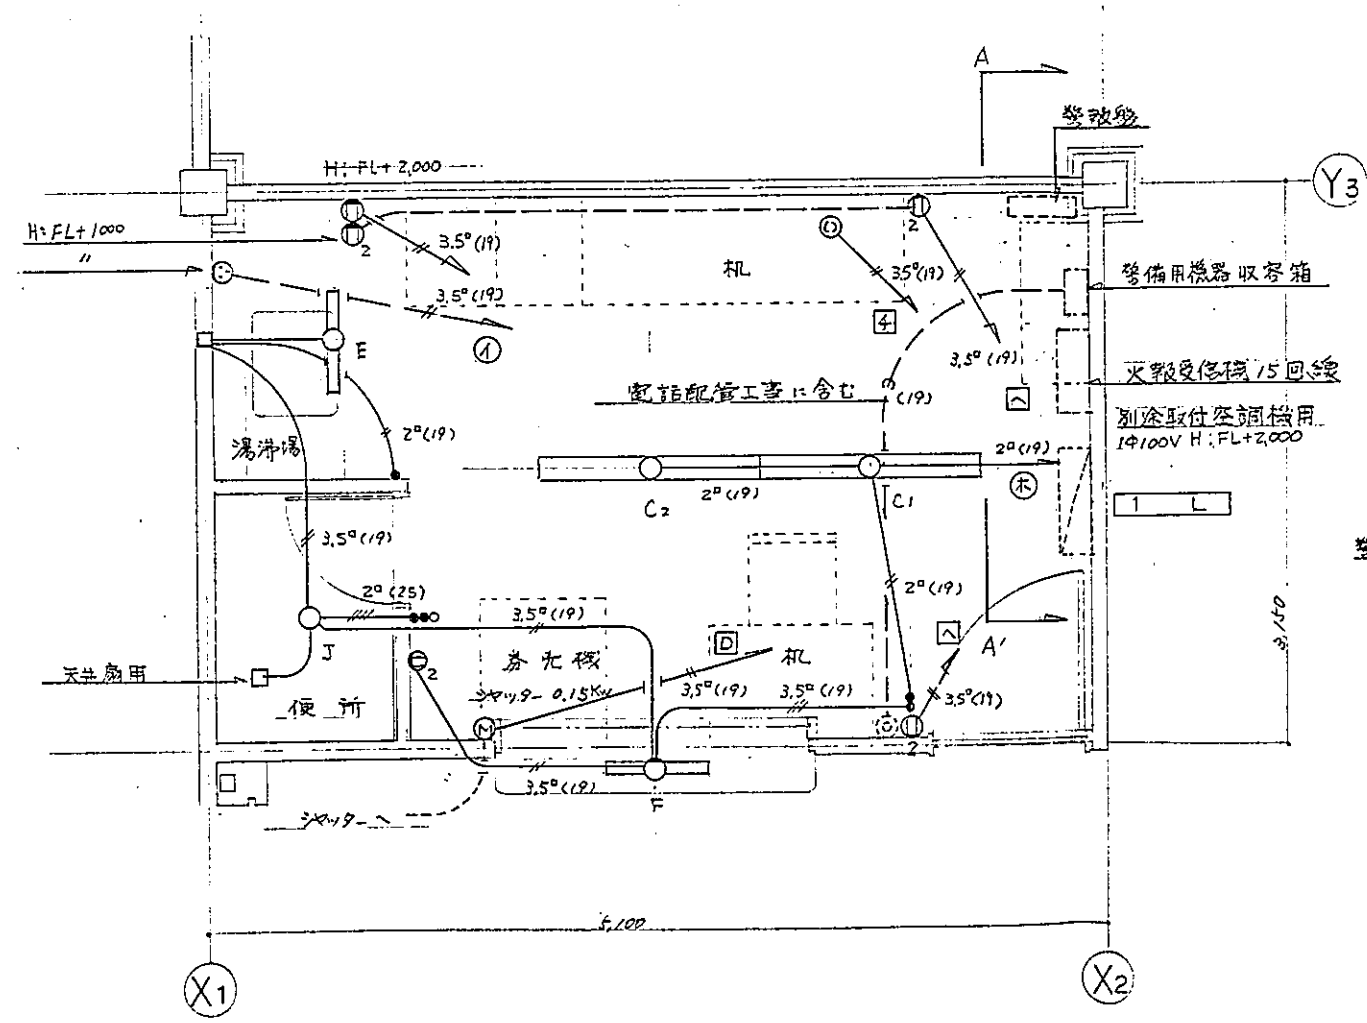 A
警報盤
H:FL+2,000
Y3
H:FL+1000
2
2
〃
3.5□(19)
3.5□(19)
机
3.5□(19)
警備用機器収容箱
チ
イ
E
3.5□(19)
火報受信機15回線
電話配管工事に含む
(19)
ヘ
別途取付空調機用
1Φ100V H:FL+2,000
2□(19)
湯沸場
2□(19)
2□(19)
ホ
C2
C1
1 L
3.5□(19)
2□(25)
2□(19)
3.5□(19)
3,150
J
券売機
D
机
ヘ
A'
天井扇用
2
シャッター 0.15Kw
3.5□(19)
3.5□(19)
3.5□(19)
便所
M
2
3.5□(19)
F
シャッターへ
5,100
X1
X2